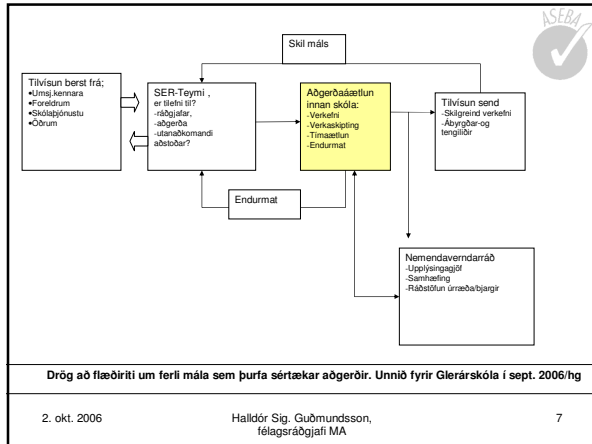 ASEBA
Skil máls
Tilvísun berst frá;
•Umsj.kennara
•Foreldrum
•Skólaþjónustu
•Öðrum
SER-Teymi ,
er tilefni til?
-ráðgjafar,
-aðgerða
-utanaðkomandi
aðstoðar?
Aðgerðaáætlun
innan skóla:
-Verkefni
-Verkaskipting
-Tímaætlun
-Endurmat
Tilvísun send
-Skilgreind verkefni
-Ábyrgðar-og
tengiliðir
Endurmat
Nemendaverndarráð
-Upplýsingagjöf
-Samhæfing
-Ráðstöfun úrræða/bjargir
Drög að flæðiriti um ferli mála sem þurfa sértækar aðgerðir. Unnið fyrir Glerárskóla í sept. 2006/hg
2. okt. 2006
Halldór Sig. Guðmundsson,
félagsráðgjafi MA
7